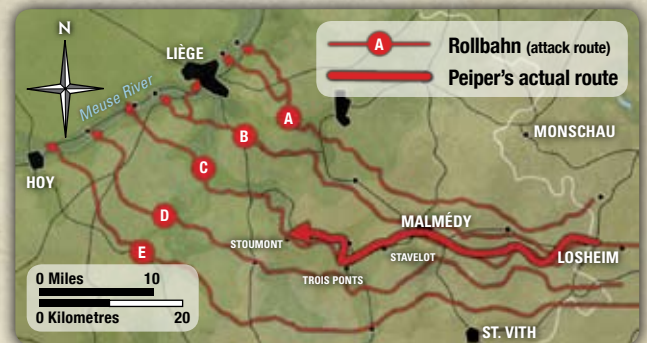 N
LIÈGE
Meuse River
HOY
A Rollbahn (attack route)
Peiper's actual route
A
B
C
D
E
MONSCHAU
MALMÉDY
STOUMONT
STAVELOT
LOSHEIM
TROIS PONTS
ST. VITH
0 Miles 10
0 Kilometres 20